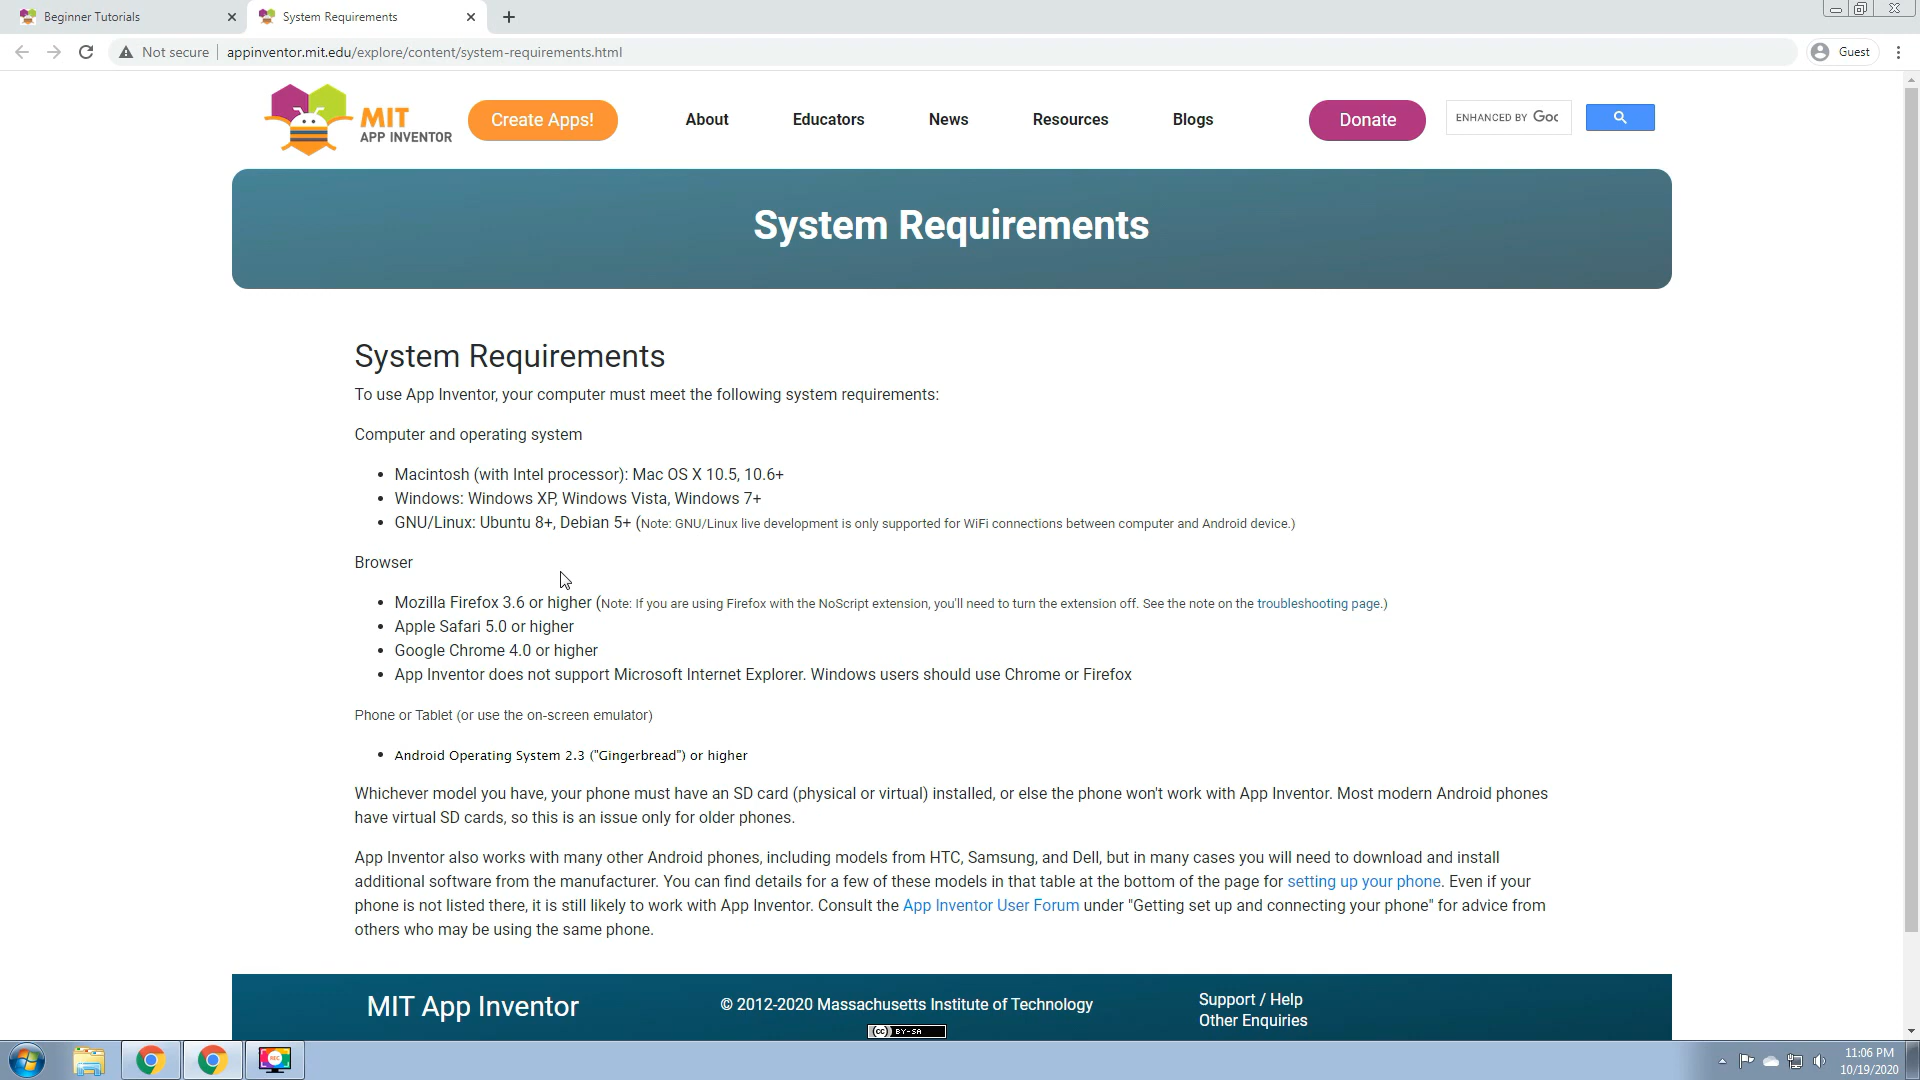 Beginner Tutorials
System Requirements
Not secure
appinventor.mit.edu/explore/content/system-requirements.html
Guest
MIT
APP INVENTOR
Create Apps!
About
Educators
News
Resources
Blogs
Donate
ENHANCED BY Goo
System Requirements
System Requirements
To use App Inventor, your computer must meet the following system requirements:
Computer and operating system
• Macintosh (with Intel processor): Mac OS X 10.5, 10.6+
• Windows: Windows XP, Windows Vista, Windows 7+
• GNU/Linux: Ubuntu 8+, Debian 5+ (Note: GNU/Linux live development is only supported for WiFi connections between computer and Android device.)
Browser
• Mozilla Firefox 3.6 or higher (Note: If you are using Firefox with the NoScript extension, you'll need to turn the extension off. See the note on the troubleshooting page.)
• Apple Safari 5.0 or higher
• Google Chrome 4.0 or higher
• App Inventor does not support Microsoft Internet Explorer. Windows users should use Chrome or Firefox
Phone or Tablet (or use the on-screen emulator)
• Android Operating System 2.3 ("Gingerbread") or higher
Whichever model you have, your phone must have an SD card (physical or virtual) installed, or else the phone won't work with App Inventor. Most modern Android phones
have virtual SD cards, so this is an issue only for older phones.
App Inventor also works with many other Android phones, including models from HTC, Samsung, and Dell, but in many cases you will need to download and install
additional software from the manufacturer. You can find details for a few of these models in that table at the bottom of the page for setting up your phone. Even if your
phone is not listed there, it is still likely to work with App Inventor. Consult the App Inventor User Forum under "Getting set up and connecting your phone" for advice from
others who may be using the same phone.
MIT App Inventor
© 2012-2020 Massachusetts Institute of Technology
cc BY-SA
Support / Help
Other Enquiries
REC
11:06 PM
10/19/2020